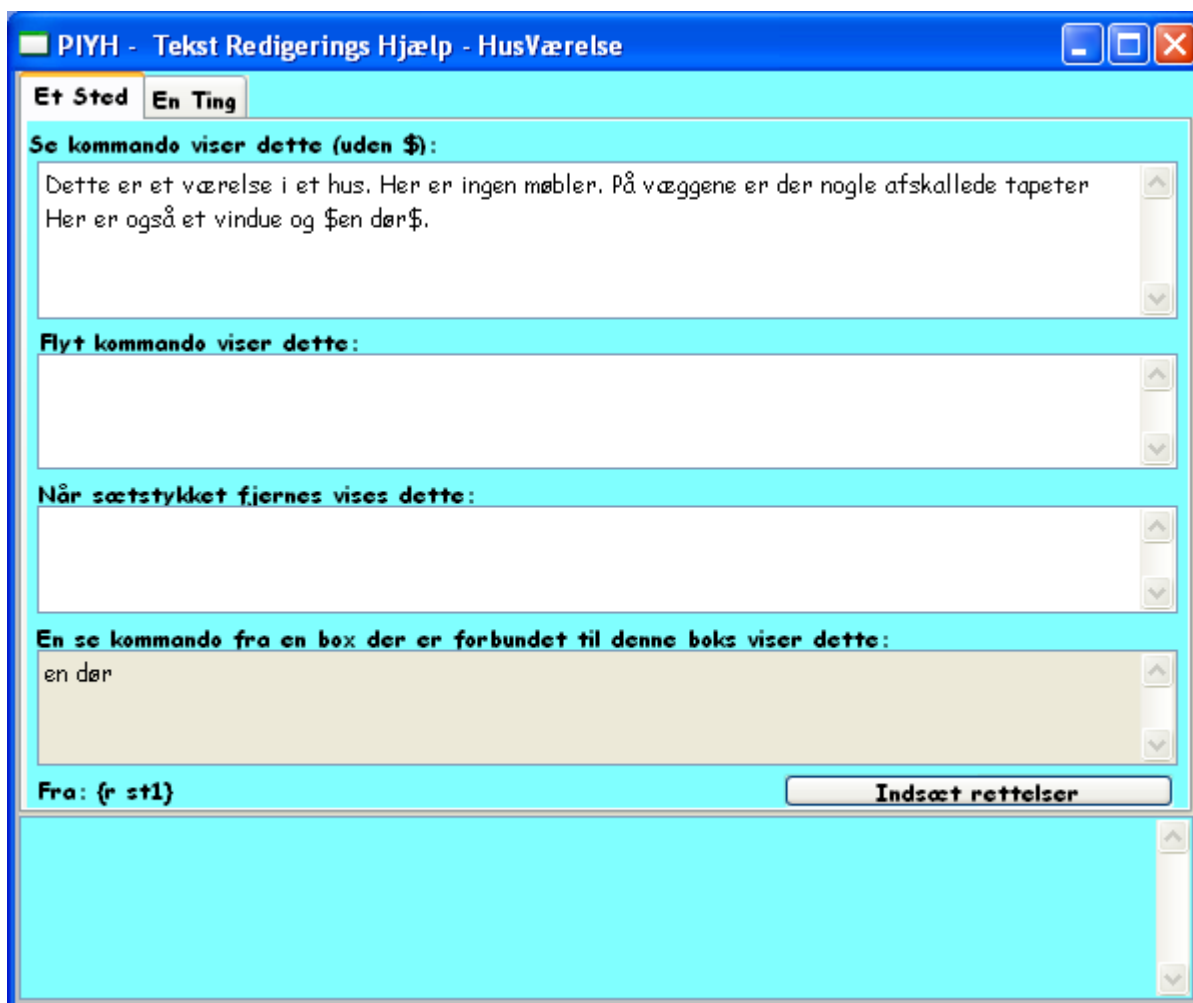 PIYH - Tekst Redigerings Hjælp - HusVærelse
Et Sted En Ting
Se kommando viser dette (uden $):
Dette er et værelse i et hus. Her er ingen møbler. På væggene er der nogle afskallede tapeter
Her er også et vindue og $en dør$.
Flyt kommando viser dette:
Når sætstykket fjernes vises dette:
En se kommando fra en box der er forbundet til denne boks viser dette:
en dør
Fra: {r st1} Indsæt rettelser